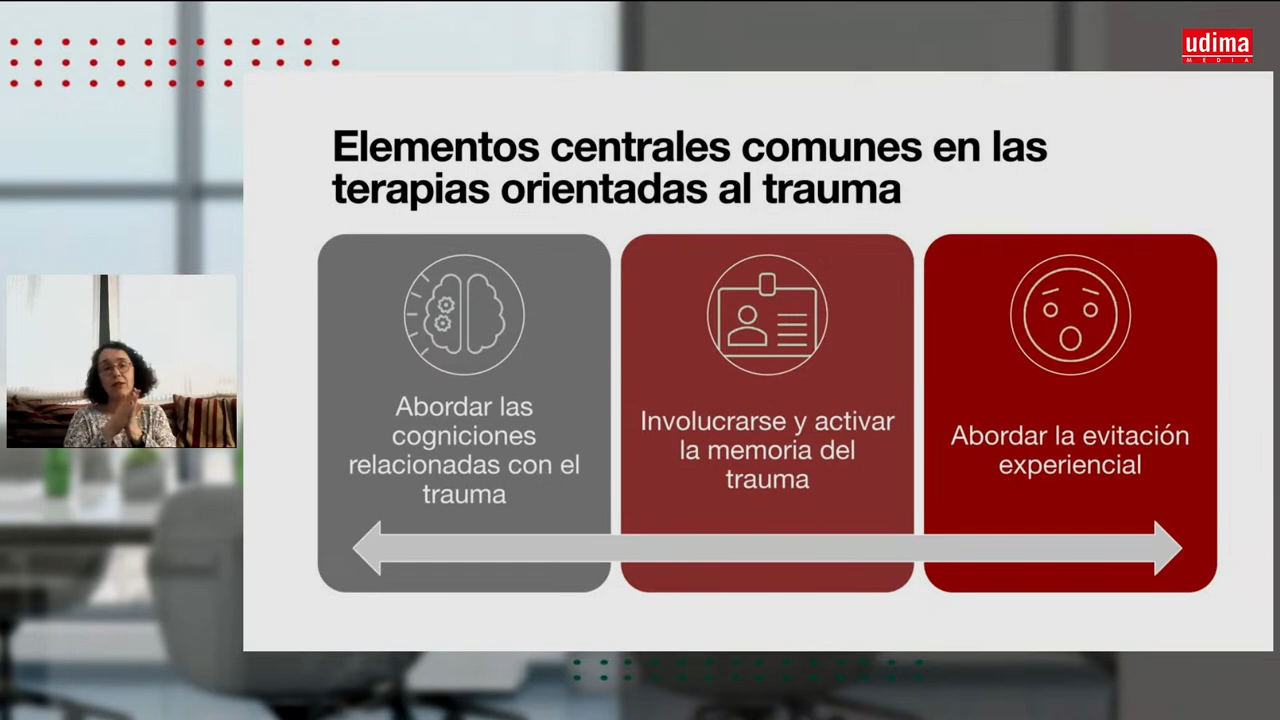 udima
MEDIA
Elementos centrales comunes en las
terapias orientadas al trauma
Abordar las
cogniciones
relacionadas con el
trauma
Involucrarse y activar
la memoria del
trauma
Abordar la evitación
experiencial